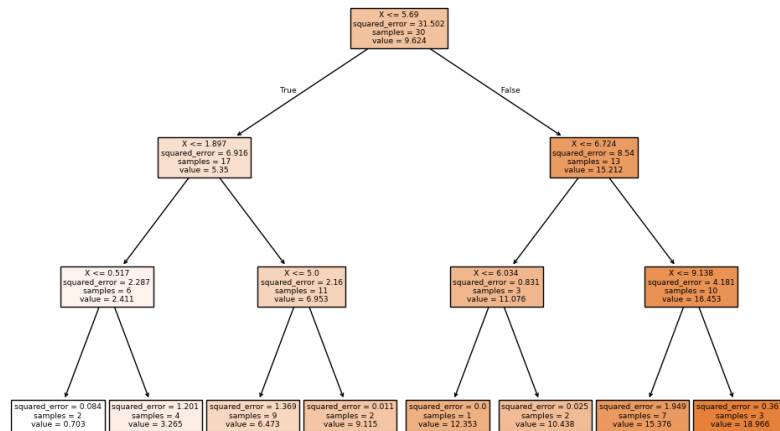 X <= 5.69
squared_error = 31.502
samples = 30
value = 9.624
True
False
X <= 1.897
squared_error = 6.916
samples = 17
value = 5.35
X <= 6.724
squared_error = 8.54
samples = 13
value = 15.212
X <= 0.517
squared_error = 2.287
samples = 6
value = 2.411
X <= 5.0
squared_error = 2.16
samples = 11
value = 6.953
X <= 6.034
squared_error = 0.831
samples = 3
value = 11.076
X <= 9.138
squared_error = 4.181
samples = 10
value = 16.453
squared_error = 0.084
samples = 2
value = 0.703
squared_error = 1.201
samples = 4
value = 3.265
squared_error = 1.369
samples = 9
value = 6.473
squared_error = 0.011
samples = 2
value = 9.115
squared_error = 0.0
samples = 1
value = 12.353
squared_error = 0.025
samples = 2
value = 10.438
squared_error = 1.949
samples = 7
value = 15.376
squared_error = 0.36
samples = 3
value = 18.966